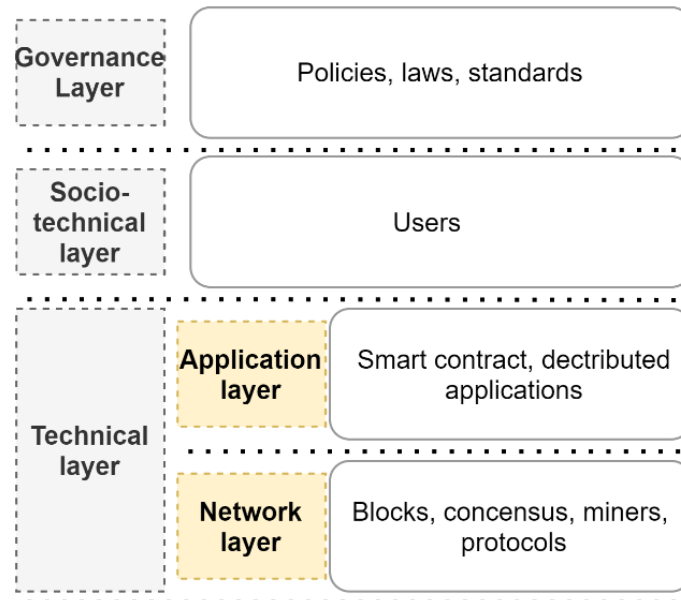 Governance
Layer
Policies, laws, standards
Socio-
technical
layer
Users
Technical
layer
Application
layer
Smart contract, dectributed
applications
Network
layer
Blocks, concensus, miners,
protocols